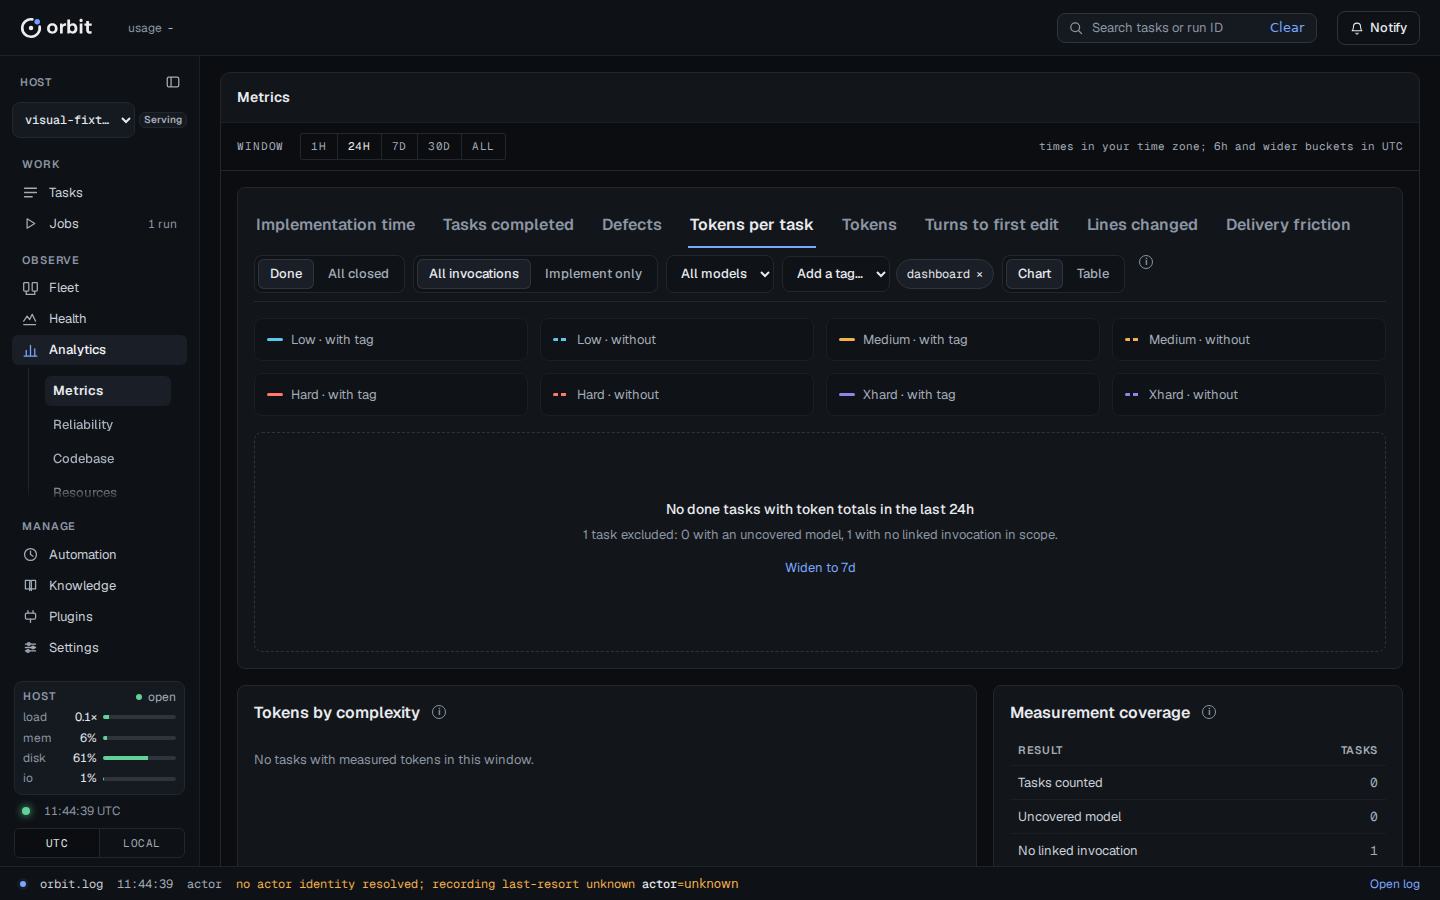 orbit
usage -
Search tasks or run ID
Clear
Notify
HOST
visual-fixt…
Serving
WORK
Tasks
Jobs
1 run
OBSERVE
Fleet
Health
Analytics
Metrics
Reliability
Codebase
Resources
MANAGE
Automation
Knowledge
Plugins
Settings
HOST
open
load 0.1×
mem 6%
disk 61%
io 1%
11:44:39 UTC
UTC
LOCAL
Metrics
WINDOW
1H
24H
7D
30D
ALL
times in your time zone; 6h and wider buckets in UTC
Implementation time
Tasks completed
Defects
Tokens per task
Tokens
Turns to first edit
Lines changed
Delivery friction
Done
All closed
All invocations
Implement only
All models
Add a tag…
dashboard ×
Chart
Table
Low · with tag
Low · without
Medium · with tag
Medium · without
Hard · with tag
Hard · without
Xhard · with tag
Xhard · without
No done tasks with token totals in the last 24h
1 task excluded: 0 with an uncovered model, 1 with no linked invocation in scope.
Widen to 7d
Tokens by complexity
No tasks with measured tokens in this window.
Measurement coverage
RESULT TASKS
Tasks counted 0
Uncovered model 0
No linked invocation 1
orbit.log 11:44:39 actor no actor identity resolved; recording last-resort unknown actor=unknown
Open log